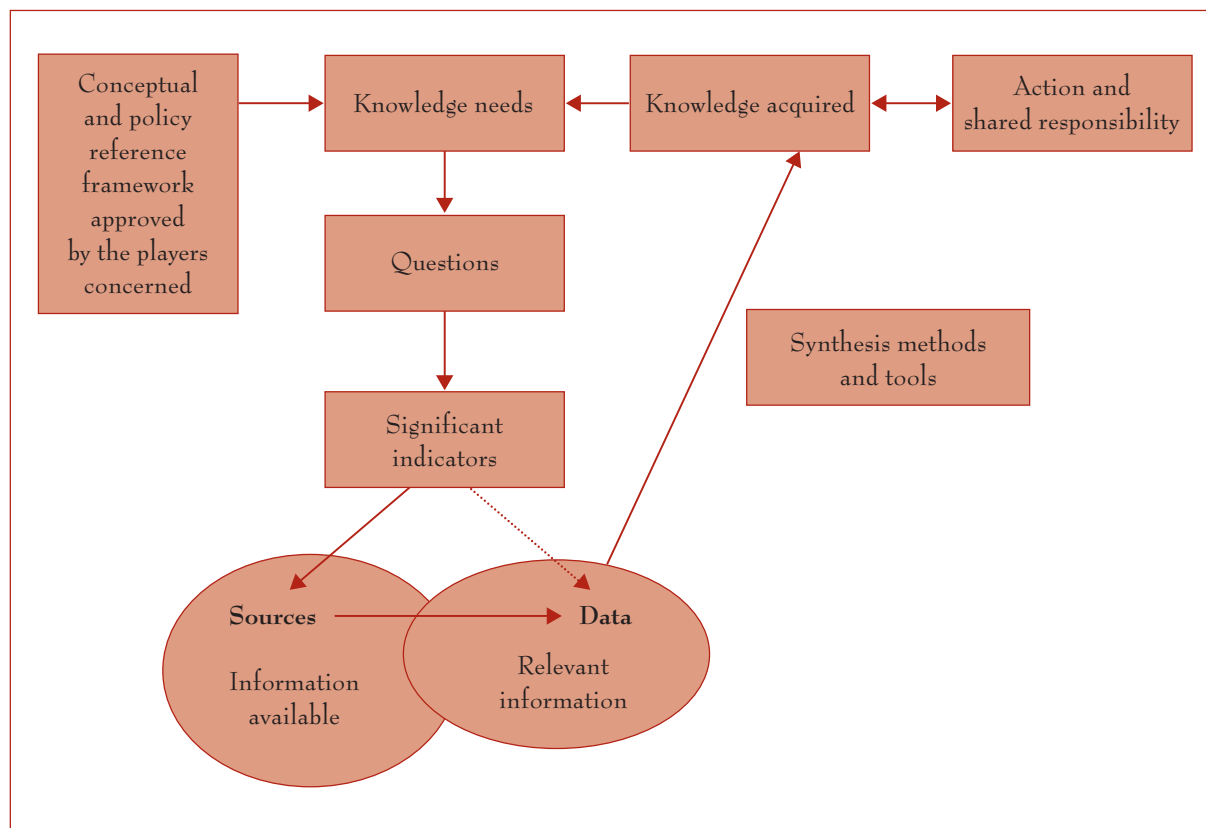 Conceptual
and policy
reference
framework
approved
by the players
concerned
Knowledge needs
Knowledge acquired
Action and
shared responsibility
Questions
Synthesis methods
and tools
Significant
indicators
Sources
Information
available
Data
Relevant
information